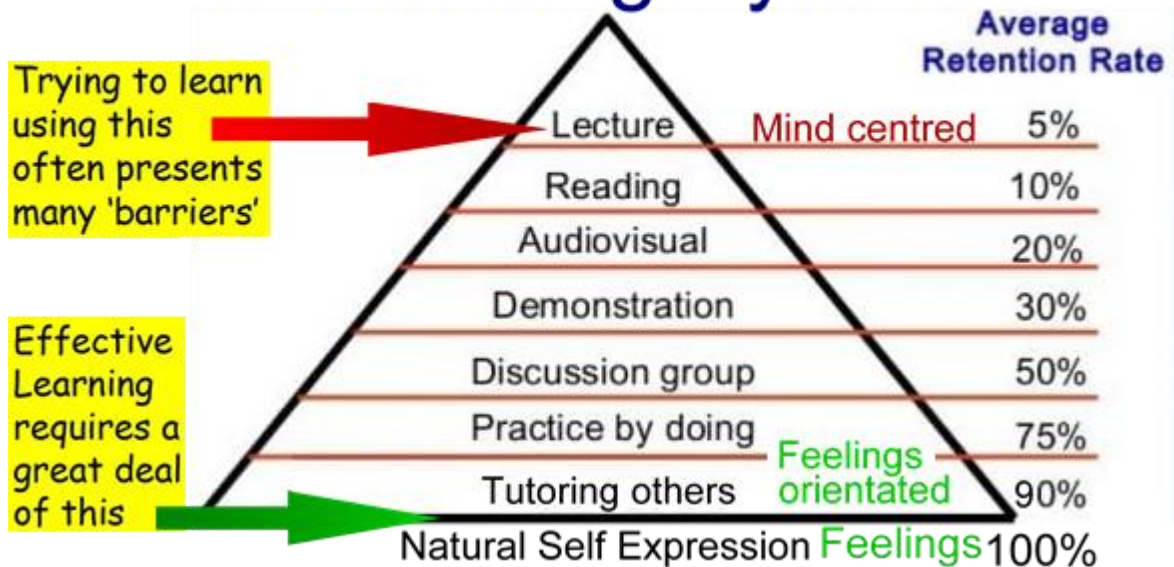 Average
Retention Rate
Trying to learn
using this
often presents
many ‘barriers’
Lecture Mind centred 5%
Reading 10%
Audiovisual 20%
Demonstration 30%
Effective
Learning
requires a
great deal
of this
Discussion group 50%
Practice by doing 75%
Tutoring others Feelings
orientated 90%
Natural Self Expression Feelings 100%